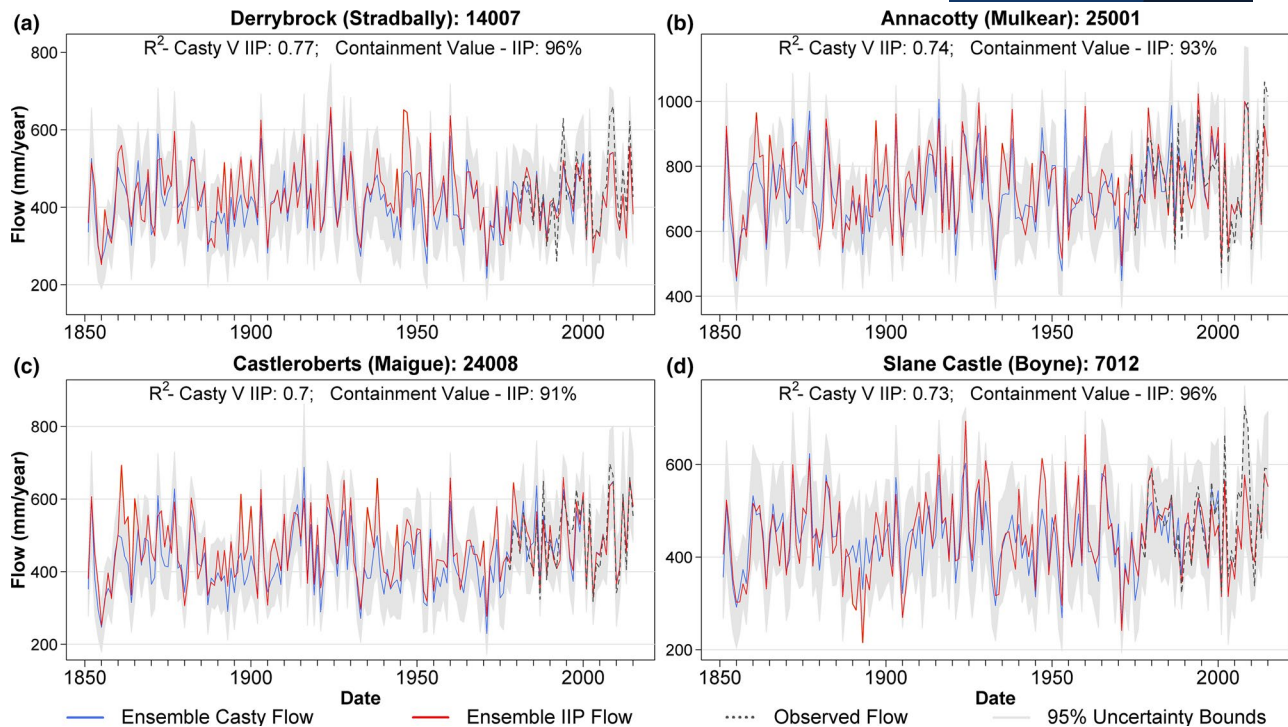 (a) Derrybrock (Stradbally): 14007
R²- Casty V IIP: 0.77; Containment Value - IIP: 96%
Flow (mm/year)
800
600
400
200
1850 1900 1950 2000
(b) Annacotty (Mulkear): 25001
R²- Casty V IIP: 0.74; Containment Value - IIP: 93%
1000
800
600
400
1850 1900 1950 2000
(c) Castleroberts (Maigue): 24008
R²- Casty V IIP: 0.7; Containment Value - IIP: 91%
Flow (mm/year)
800
600
400
200
1850 1900 1950 2000
Date
(d) Slane Castle (Boyne): 7012
R²- Casty V IIP: 0.73; Containment Value - IIP: 96%
600
400
200
1850 1900 1950 2000
Date
Ensemble Casty Flow Ensemble IIP Flow Observed Flow 95% Uncertainty Bounds